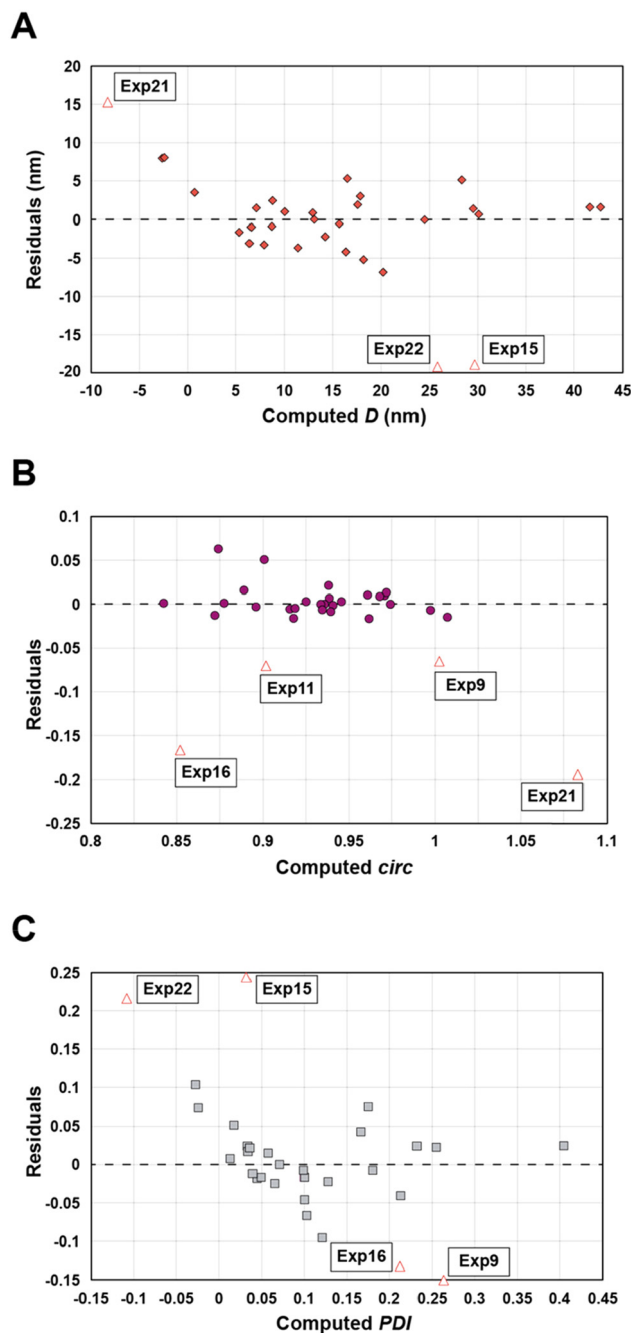 A
20
15
10
5
0
-5
-10
-15
-20
Residuals (nm)
Exp21
Exp22
Exp15
-10 -5 0 5 10 15 20 25 30 35 40 45
Computed D (nm)
B
0.1
0.05
0
-0.05
-0.1
-0.15
-0.2
-0.25
Residuals
Exp11
Exp9
Exp16
Exp21
0.8 0.85 0.9 0.95 1 1.05 1.1
Computed circ
C
0.25
0.2
0.15
0.1
0.05
0
-0.05
-0.1
-0.15
Residuals
Exp22
Exp15
Exp16
Exp9
-0.15 -0.1 -0.05 0 0.05 0.1 0.15 0.2 0.25 0.3 0.35 0.4 0.45
Computed PDI